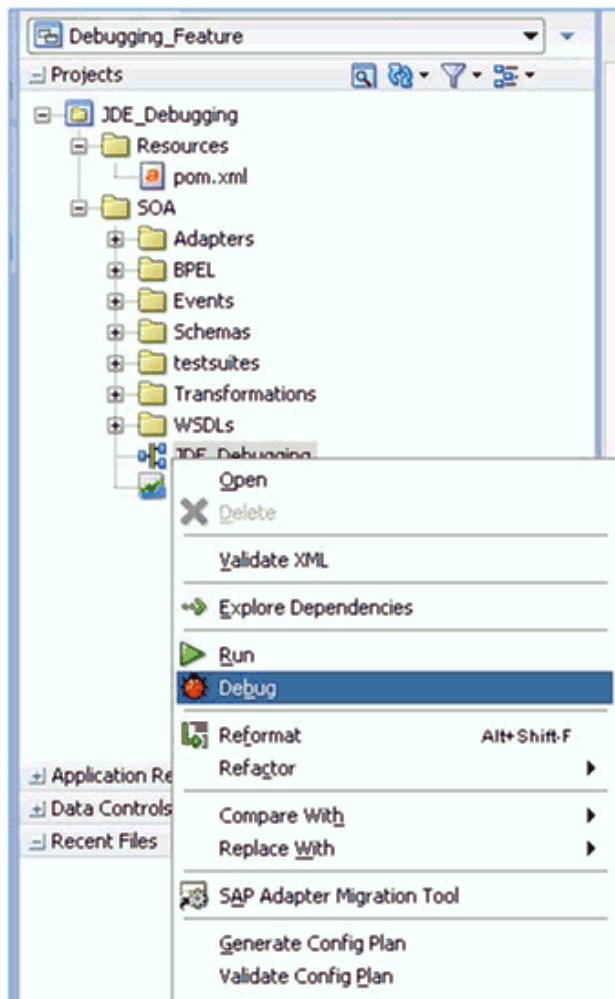 Debugging_Feature
Projects
JDE_Debugging
Resources
pom.xml
SOA
Adapters
BPEL
Events
Schemas
testsuites
Transformations
WSDLs
JDE_Debugging
Open
Delete
Validate XML
Explore Dependencies
Run
Debug
Reformat Alt+Shift-F
Refactor
Application Re
Compare With
Data Controls
Replace With
Recent Files
SAP Adapter Migration Tool
Generate Config Plan
Validate Config Plan